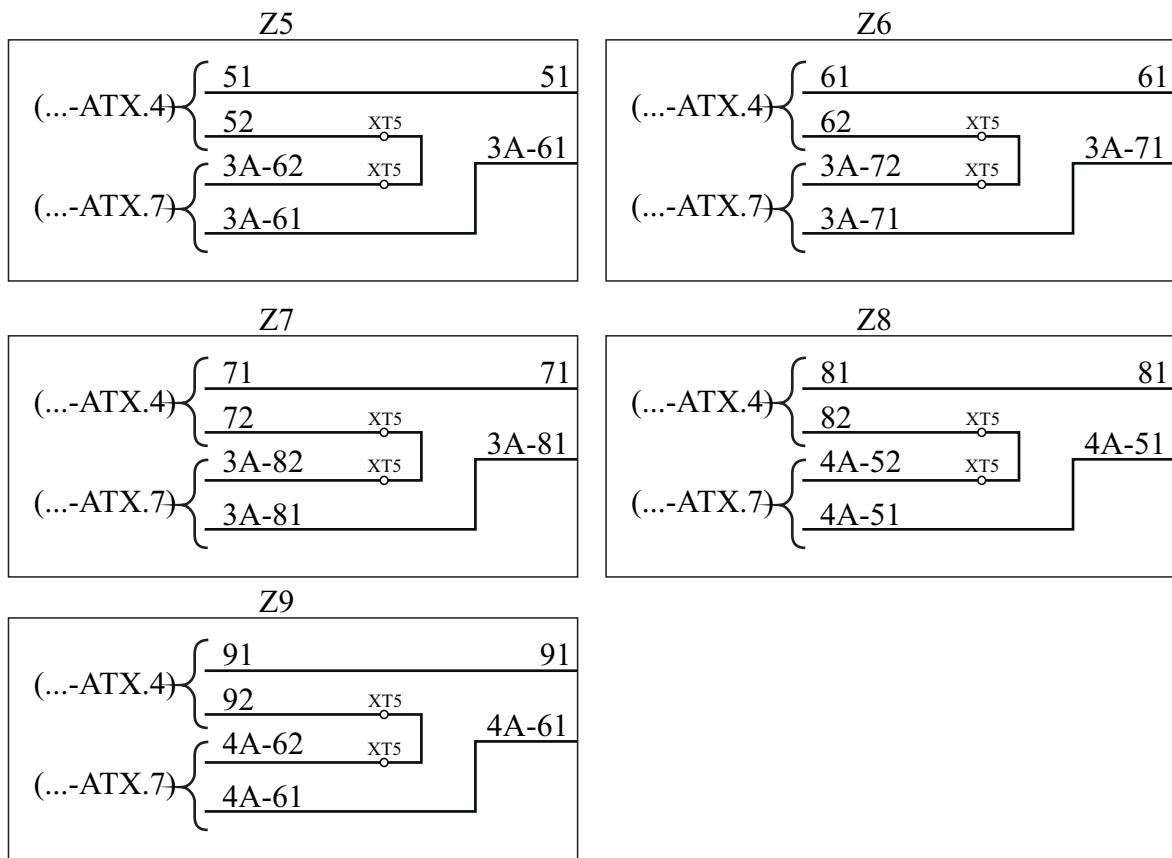 Z5
51 51
(...-ATX.4)
52 XT5
3A-62 XT5 3A-61
(...-ATX.7)
3A-61
Z6
61 61
(...-ATX.4)
62 XT5
3A-72 XT5 3A-71
(...-ATX.7)
3A-71
Z7
71 71
(...-ATX.4)
72 XT5
3A-82 XT5 3A-81
(...-ATX.7)
3A-81
Z8
81 81
(...-ATX.4)
82 XT5
4A-52 XT5 4A-51
(...-ATX.7)
4A-51
Z9
91 91
(...-ATX.4)
92 XT5
4A-62 XT5 4A-61
(...-ATX.7)
4A-61